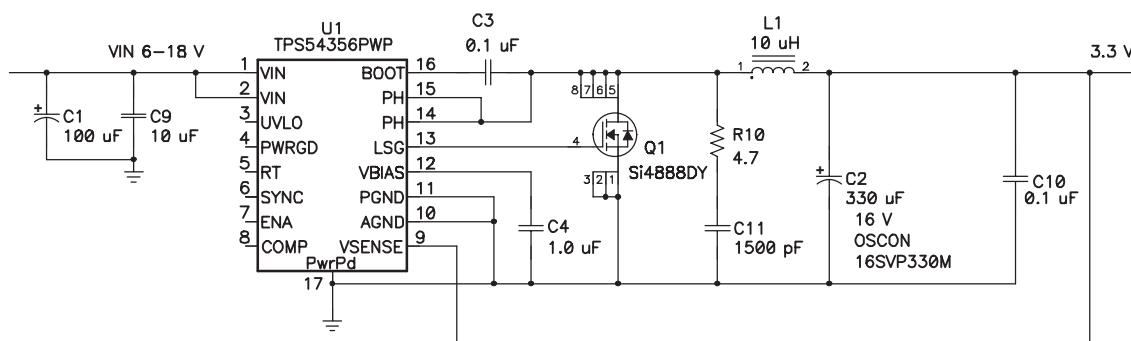 VIN 6-18 V
+
C1
100 uF
C9
10 uF
U1
TPS54356PWP
1
VIN
2
VIN
3
UVLO
4
PWRGD
5
RT
6
SYNC
7
ENA
8
COMP
BOOT
16
PH
15
PH
14
LSG
13
VBIAS
12
PGND
11
AGND
10
VSENSE
9
PwrPd
17
C3
0.1 uF
C4
1.0 uF
8 7 6 5
4
3 2 1
Q1
Si4888DY
R10
4.7
C11
1500 pF
L1
10 uH
1
2
+
C2
330 uF
16 V
OSCON
16SVP330M
C10
0.1 uF
3.3 V